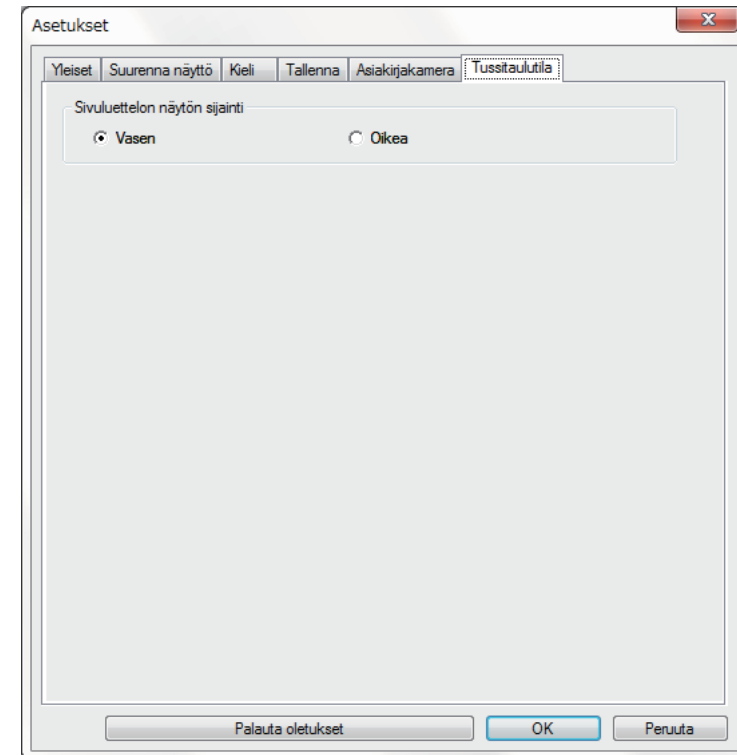 Asetukset
Yleiset Suurenna näyttö Kieli Tallenna Asiakirjakamera Tussitaulutila
Sivuluettelon näytön sijainti
Vasen Oikea
Palauta oletukset OK Peruuta